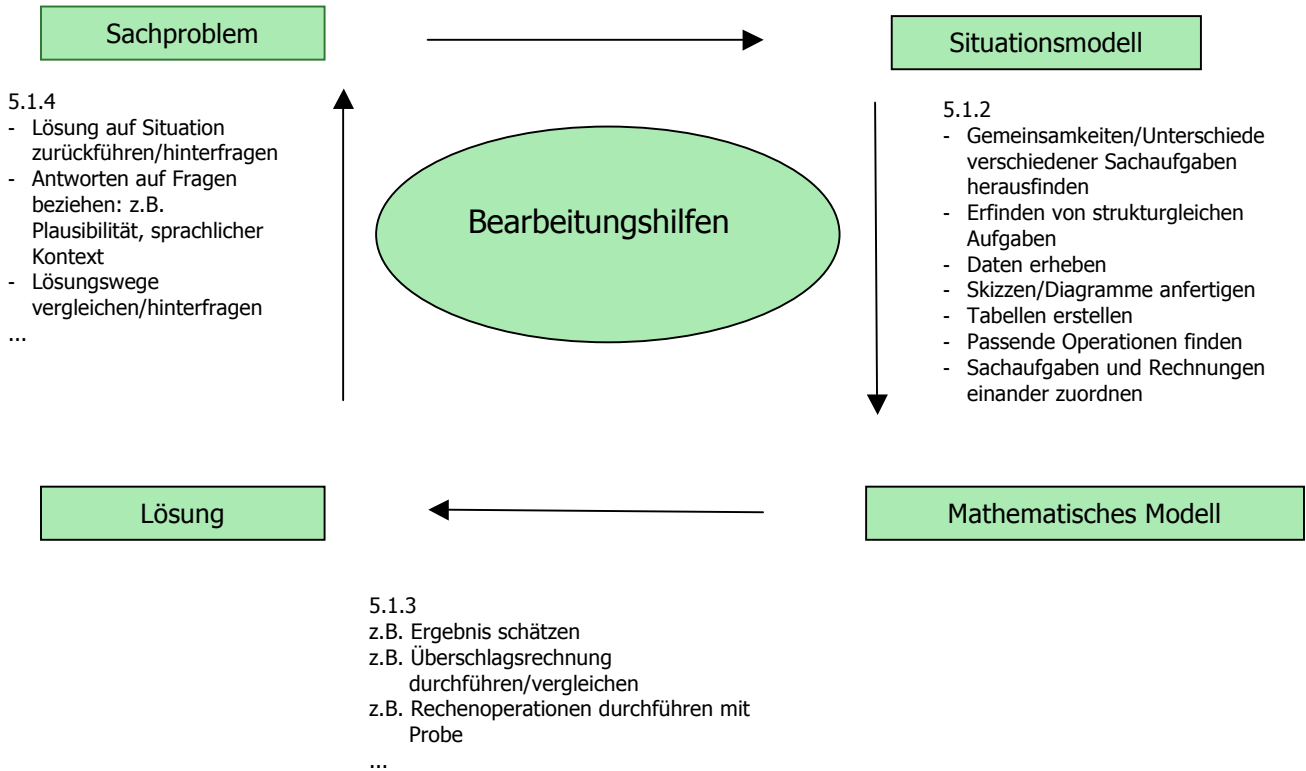 Sachproblem
Situationsmodell
5.1.4
- Lösung auf Situation
zurückführen/hinterfragen
- Antworten auf Fragen
beziehen: z.B.
Plausibilität, sprachlicher
Kontext
- Lösungswege
vergleichen/hinterfragen
...
Bearbeitungshilfen
5.1.2
- Gemeinsamkeiten/Unterschiede
verschiedener Sachaufgaben
herausfinden
- Erfinden von strukturgleichen
Aufgaben
- Daten erheben
- Skizzen/Diagramme anfertigen
- Tabellen erstellen
- Passende Operationen finden
- Sachaufgaben und Rechnungen
einander zuordnen
Lösung
Mathematisches Modell
5.1.3
z.B. Ergebnis schätzen
z.B. Überschlagsrechnung
durchführen/vergleichen
z.B. Rechenoperationen durchführen mit
Probe
...